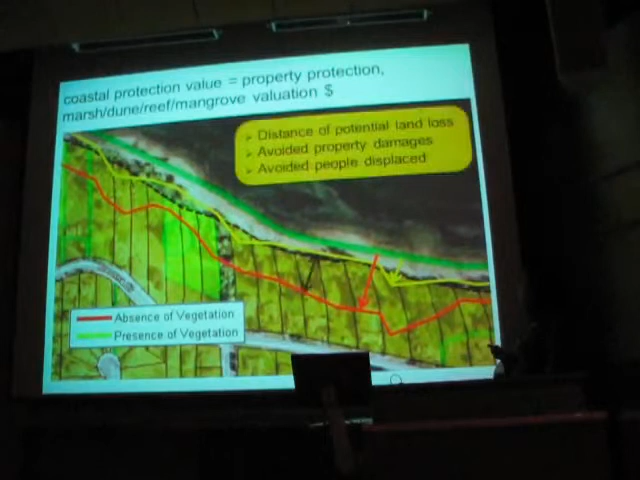 coastal protection value = property protection,
marsh/dune/reef/mangrove valuation $
Distance of potential land loss
Avoided property damages
Avoided people displaced
Absence of Vegetation
Presence of Vegetation